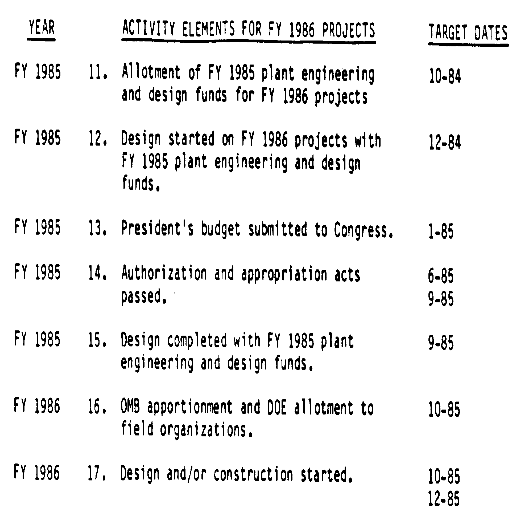 YEAR ACTIVITY ELEMENTS FOR FY 1986 PROJECTS TARGET DATES
FY 1985 11. Allotment of FY 1985 plant engineering 10-84
and design funds for FY 1986 projects
FY 1985 12. Design started on FY 1986 projects with 12-84
FY 1985 plant engineering and design
funds.
FY 1985 13. President's budget submitted to Congress. 1-85
FY 1985 14. Authorization and appropriation acts 6-85
passed. 9-85
FY 1985 15. Design completed with FY 1985 plant 9-85
engineering and design funds.
FY 1986 16. OMB apportionment and DOE allotment to 10-85
field organizations.
FY 1986 17. Design and/or construction started. 10-85
12-85